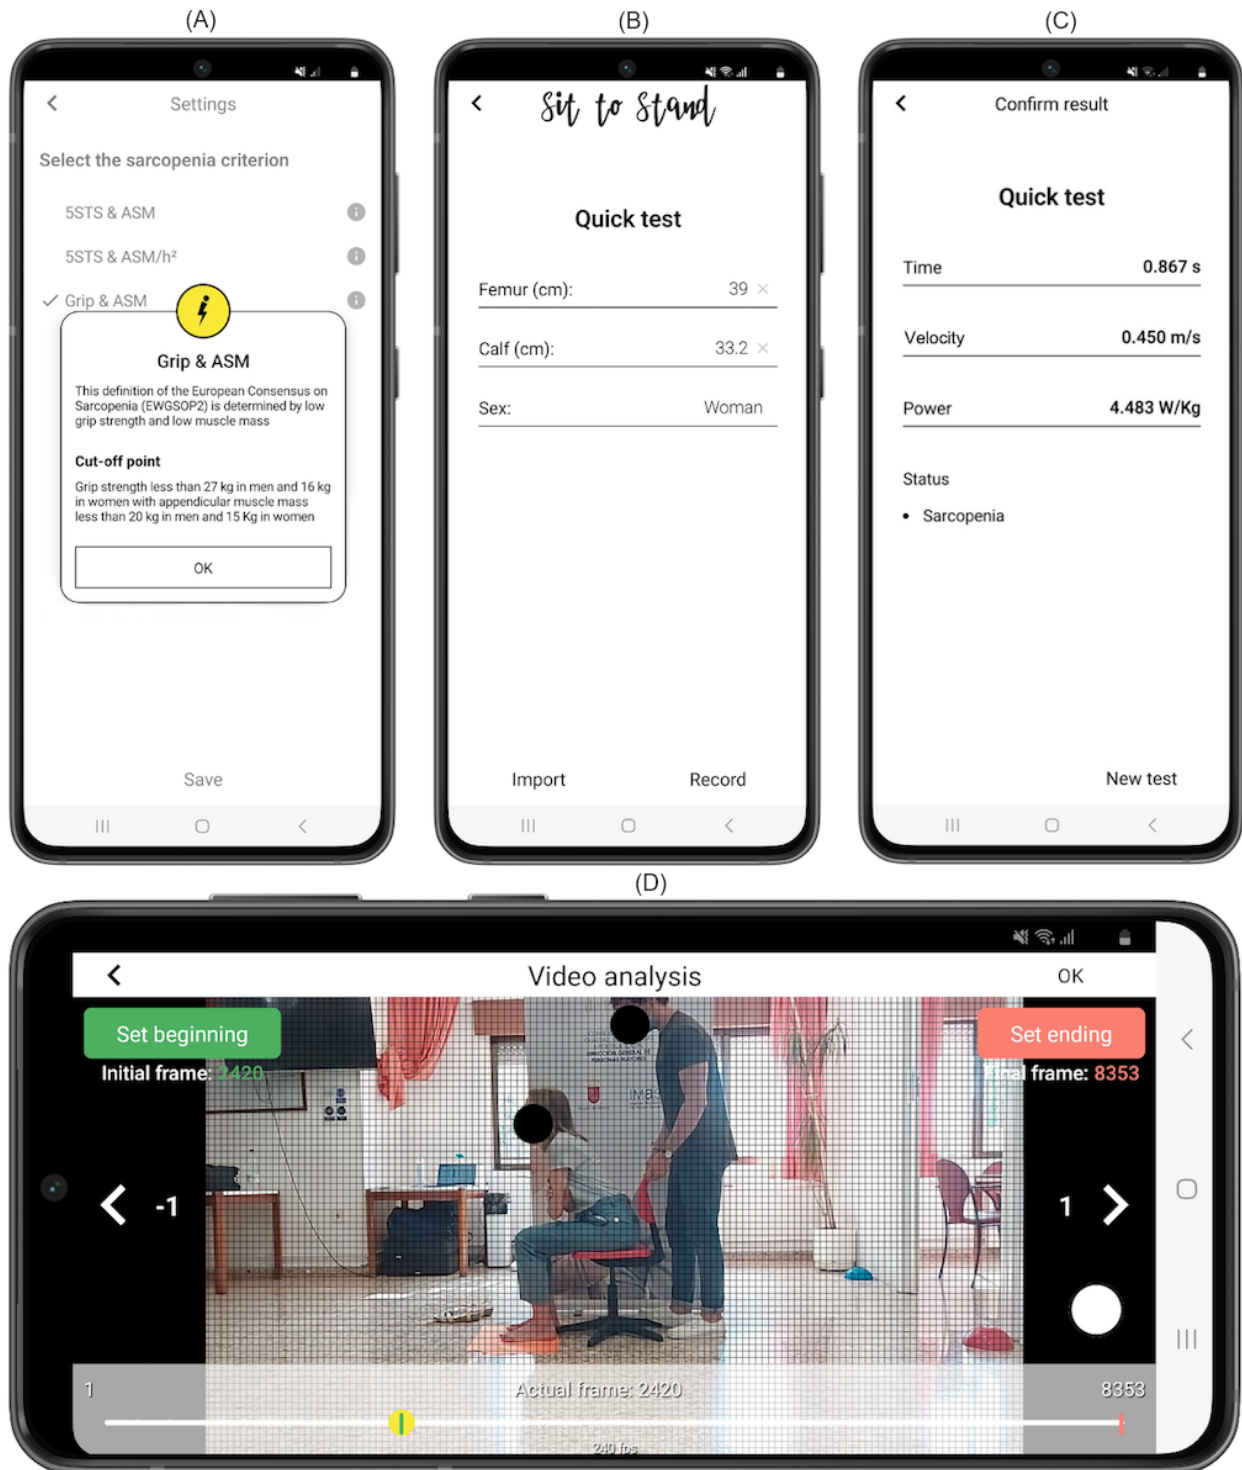 (A)
Settings
Select the sarcopenia criterion
5STS & ASM
5STS & ASM/h²
Grip & ASM
Grip & ASM
This definition of the European Consensus on
Sarcopenia (EWGSOP2) is determined by low
grip strength and low muscle mass
Cut-off point
Grip strength less than 27 kg in men and 16 kg
in women with appendicular muscle mass
less than 20 kg in men and 15 Kg in women
OK
Save
(B)
Sit to Stand
Quick test
Femur (cm): 39
Calf (cm): 33.2
Sex: Woman
Import Record
(C)
Confirm result
Quick test
Time 0.867 s
Velocity 0.450 m/s
Power 4.483 W/Kg
Status
• Sarcopenia
New test
(D)
Video analysis OK
Set beginning
Initial frame: 2420
Set ending
Final frame: 8353
DIRECCIÓN GENERAL DE
PERSONAS MAYORES
IMAS
-1
1
1 Actual frame: 2420 8353
240 fps